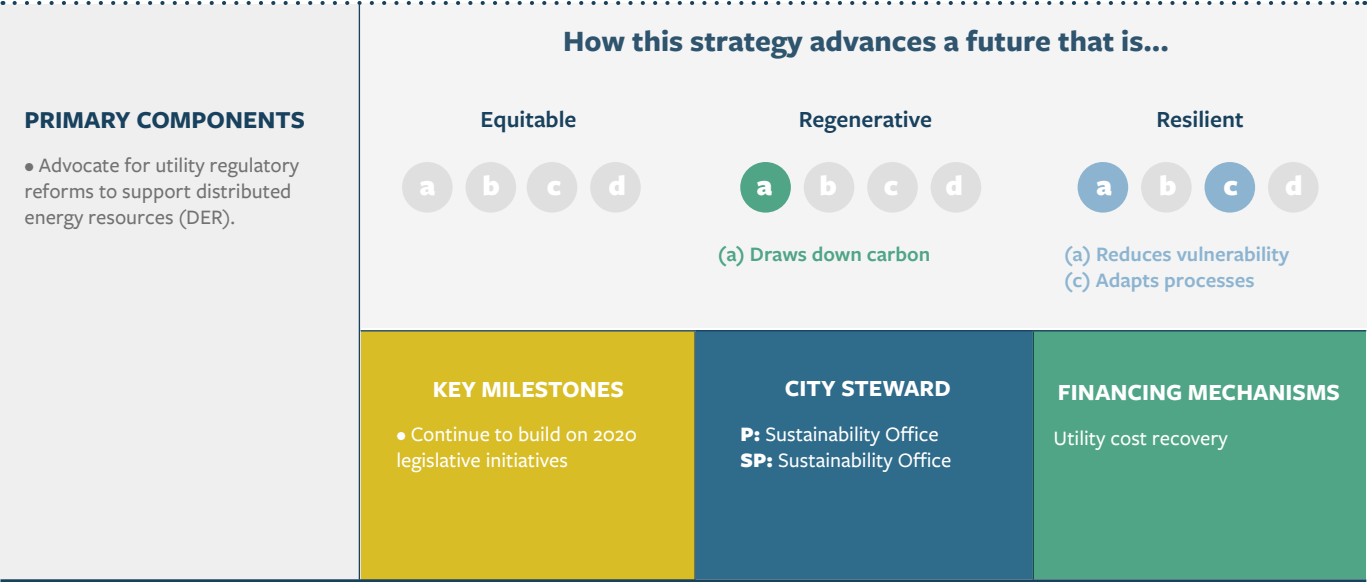 How this strategy advances a future that is...
PRIMARY COMPONENTS
• Advocate for utility regulatory
reforms to support distributed
energy resources (DER).
Equitable
a b c d
Regenerative
a b c d
(a) Draws down carbon
Resilient
a b c d
(a) Reduces vulnerability
(c) Adapts processes
KEY MILESTONES
• Continue to build on 2020
legislative initiatives
CITY STEWARD
P: Sustainability Office
SP: Sustainability Office
FINANCING MECHANISMS
Utility cost recovery